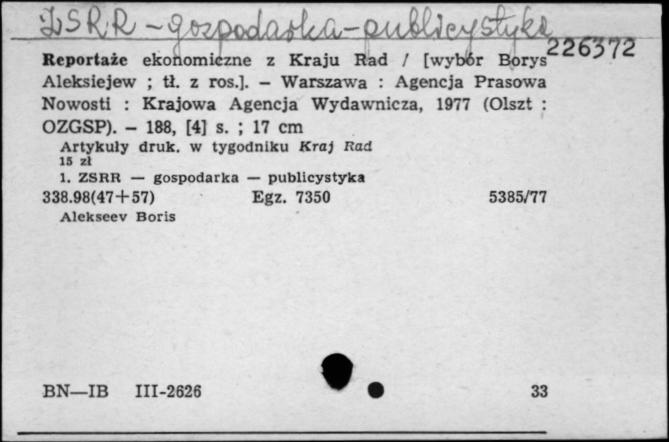 ZSRR - gospodarka - publicystyka
226372
Reportaże ekonomiczne z Kraju Rad / [wybór Borys
Aleksiejew ; tł. z ros.]. – Warszawa : Agencja Prasowa
Nowosti : Krajowa Agencja Wydawnicza, 1977 (Olszt :
OZGSP). – 188, [4] s. ; 17 cm
Artykuły druk. w tygodniku Kraj Rad
15 zł
1. ZSRR — gospodarka — publicystyka
338.98(47+57) Egz. 7350 5385/77
Alekseev Boris
BN—IB III-2626 33